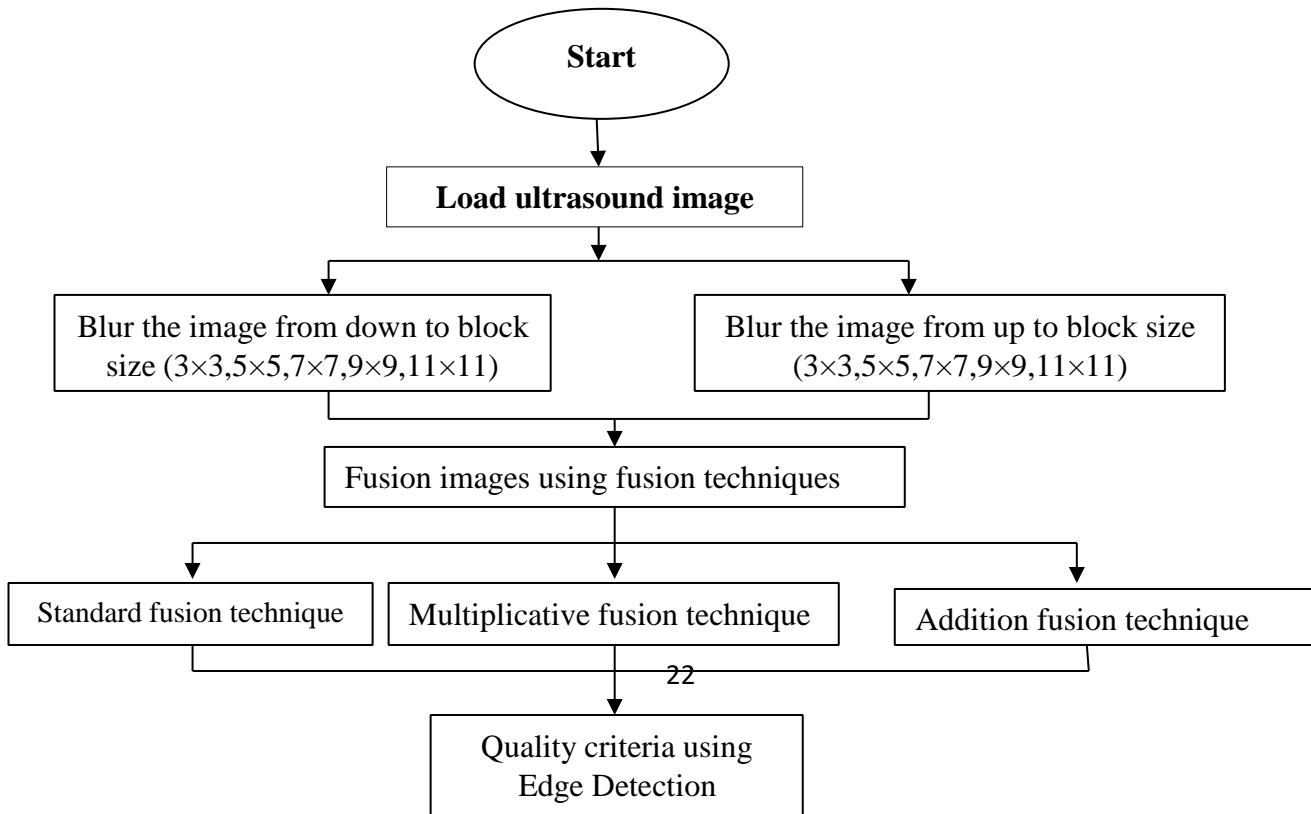 Start
Load ultrasound image
Blur the image from down to block
size (3×3,5×5,7×7,9×9,11×11)
Blur the image from up to block size
(3×3,5×5,7×7,9×9,11×11)
Fusion images using fusion techniques
Standard fusion technique
Multiplicative fusion technique
Addition fusion technique
22
Quality criteria using
Edge Detection